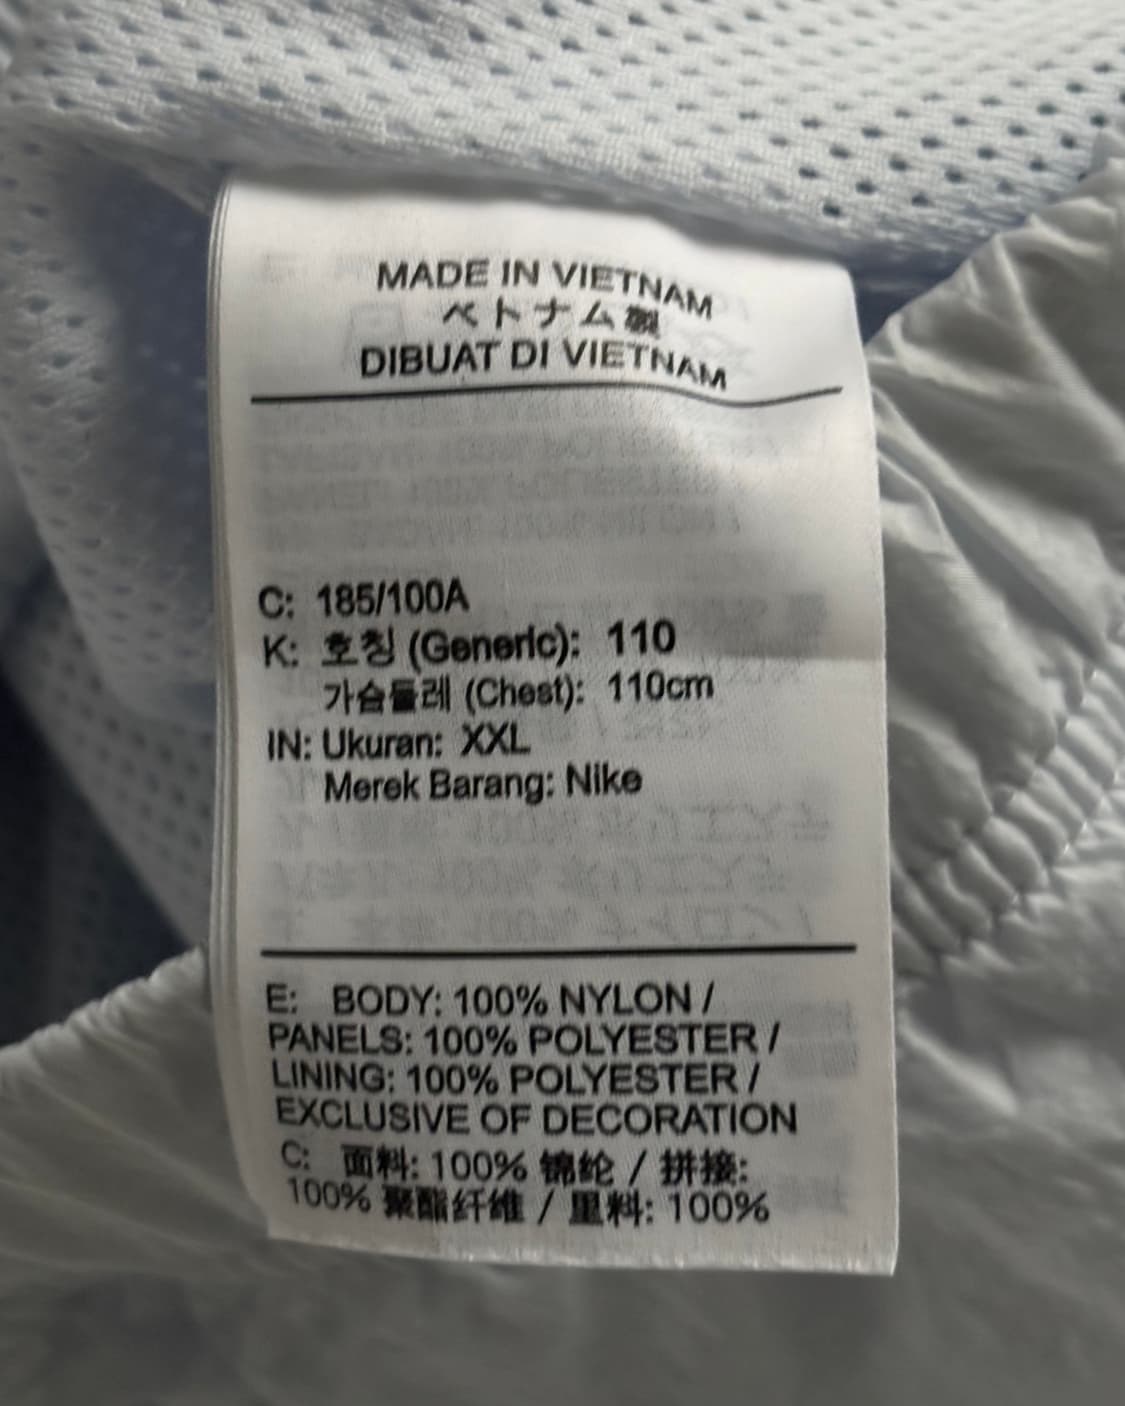 MADE IN VIETNAM
ベトナム製
DIBUAT DI VIETNAM
C: 185/100A
K: 호칭 (Generic): 110
가슴둘레 (Chest): 110cm
IN: Ukuran: XXL
Merek Barang: Nike
E: BODY: 100% NYLON /
PANELS: 100% POLYESTER /
LINING: 100% POLYESTER /
EXCLUSIVE OF DECORATION
C: 面料: 100% 锦纶 / 拼接:
100% 聚酯纤维 / 里料: 100%